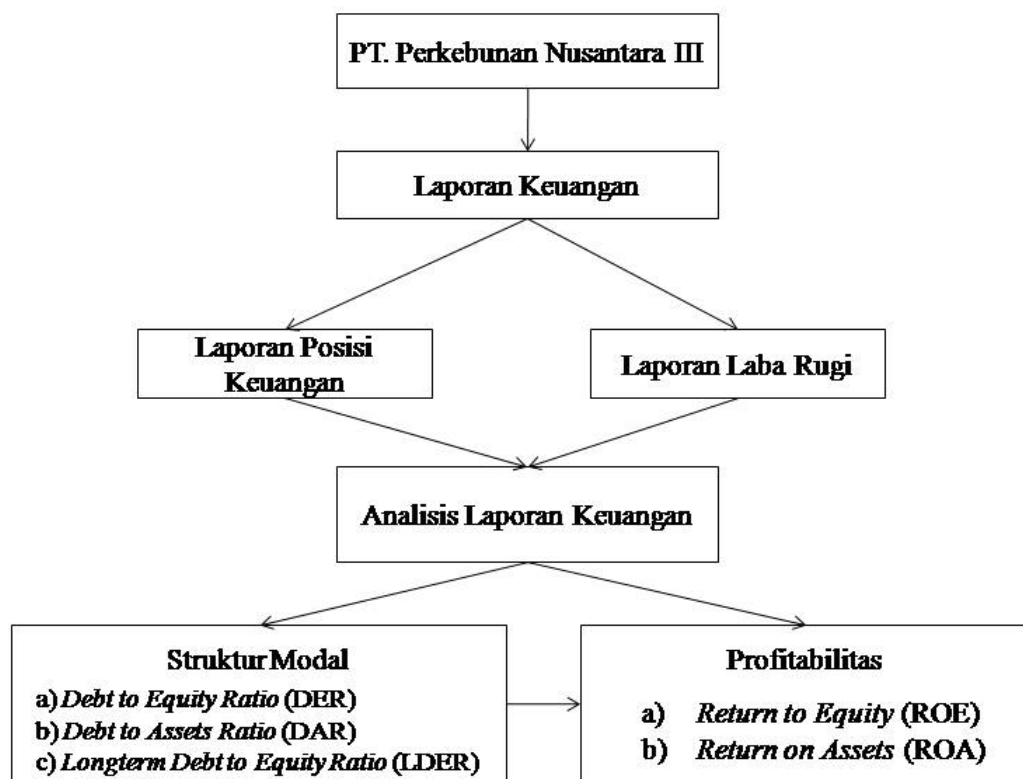 PT. Perkebunan Nusantara III
Laporan Keuangan
Laporan Posisi
Keuangan
Laporan Laba Rugi
Analisis Laporan Keuangan
Struktur Modal
a) Debt to Equity Ratio (DER)
b) Debt to Assets Ratio (DAR)
c) Longterm Debt to Equity Ratio (LDER)
Profitabilitas
a) Return to Equity (ROE)
b) Return on Assets (ROA)